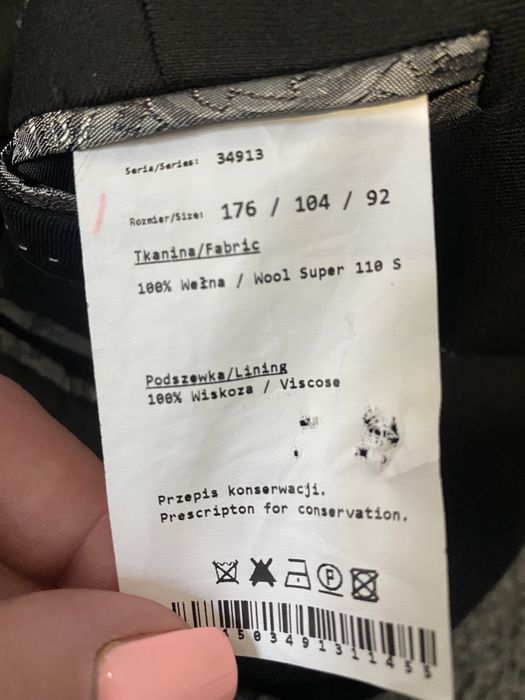 Seria/Series: 34913
Rozmiar/Size: 176 / 104 / 92
Tkanina/Fabric
100% Wełna / Wool Super 110 S
Podszewka/Lining
100% Wiskoza / Viscose
Przepis konserwacji.
Prescripton for conservation.
P